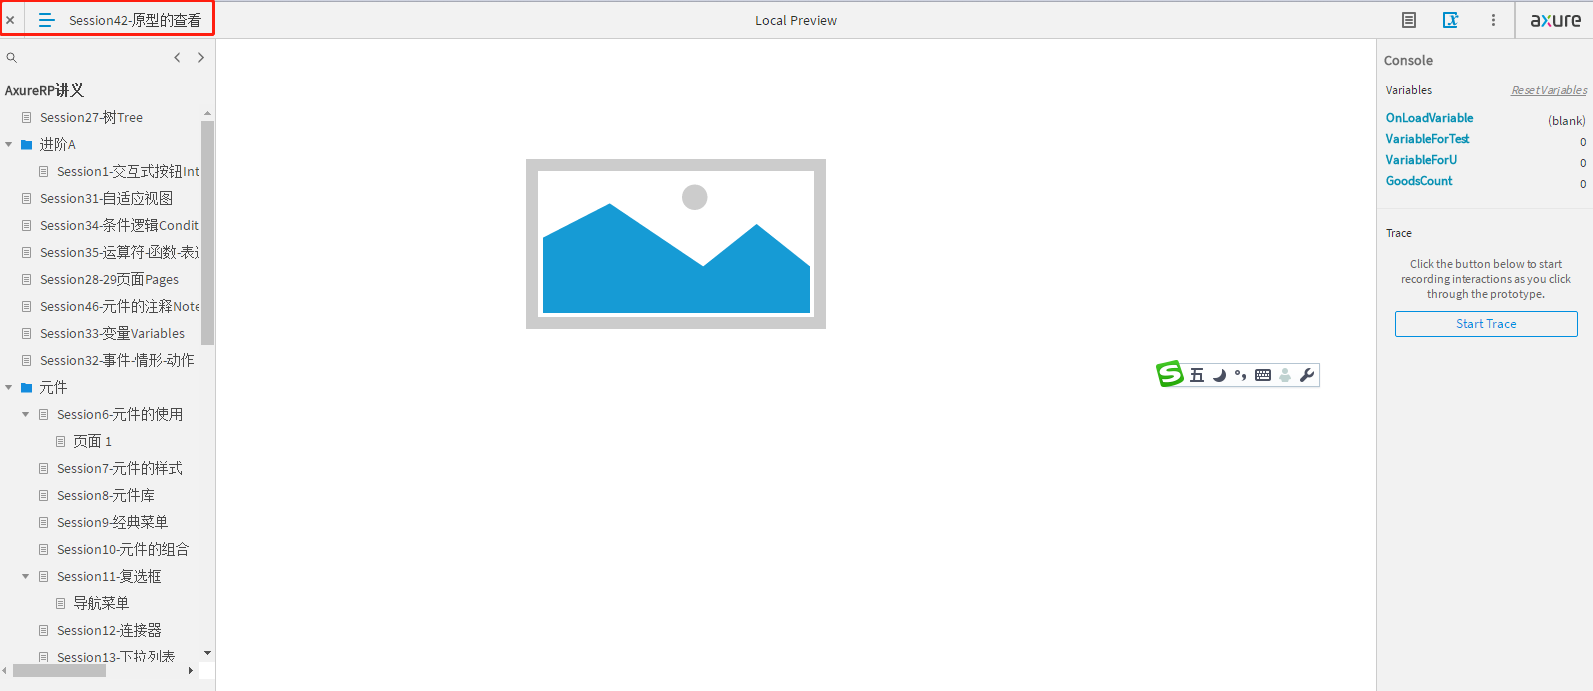 Session42-原型的查看
Local Preview
axure
AxureRP讲义
Session27-树Tree
进阶A
Session1-交互式按钮Int
Session31-自适应视图
Session34-条件逻辑Condit
Session35-运算符-函数-表
Session28-29页面Pages
Session46-元件的注释Note
Session33-变量Variables
Session32-事件-情形-动作
元件
Session6-元件的使用
页面 1
Session7-元件的样式
Session8-元件库
Session9-经典菜单
Session10-元件的组合
Session11-复选框
导航菜单
Session12-连接器
Session13-下拉列表
五
Console
Variables Reset Variables
OnLoadVariable (blank)
VariableForTest 0
VariableForU 0
GoodsCount 0
Trace
Click the button below to start
recording interactions as you click
through the prototype.
Start Trace